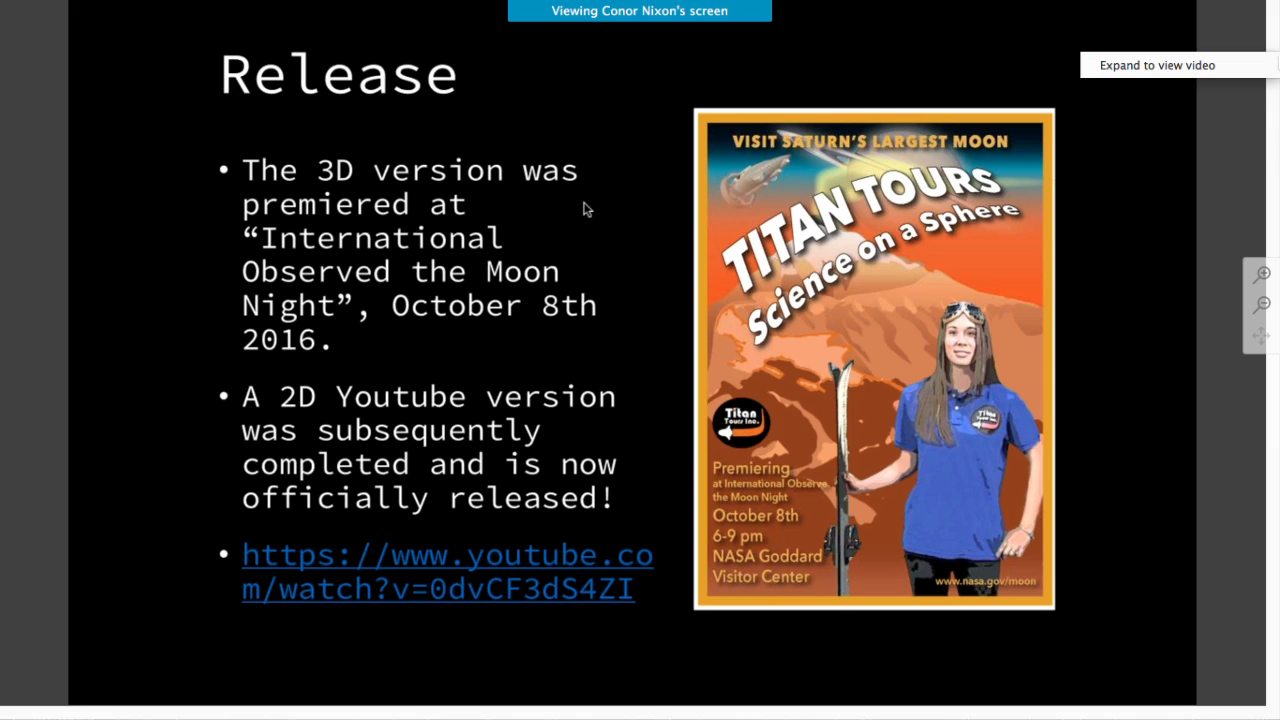 Viewing Conor Nixon's screen
Expand to view video
Release
• The 3D version was
premiered at
“International
Observed the Moon
Night”, October 8th
2016.
• A 2D Youtube version
was subsequently
completed and is now
officially released!
• https://www.youtube.co
m/watch?v=0dvCF3dS4ZI
VISIT SATURN'S LARGEST MOON
TITAN TOURS
Science on a Sphere
Titan
Tours Inc.
Titan
Tours Inc.
Premiering
at International Observe
the Moon Night
October 8th
6-9 pm
NASA Goddard
Visitor Center
www.nasa.gov/moon